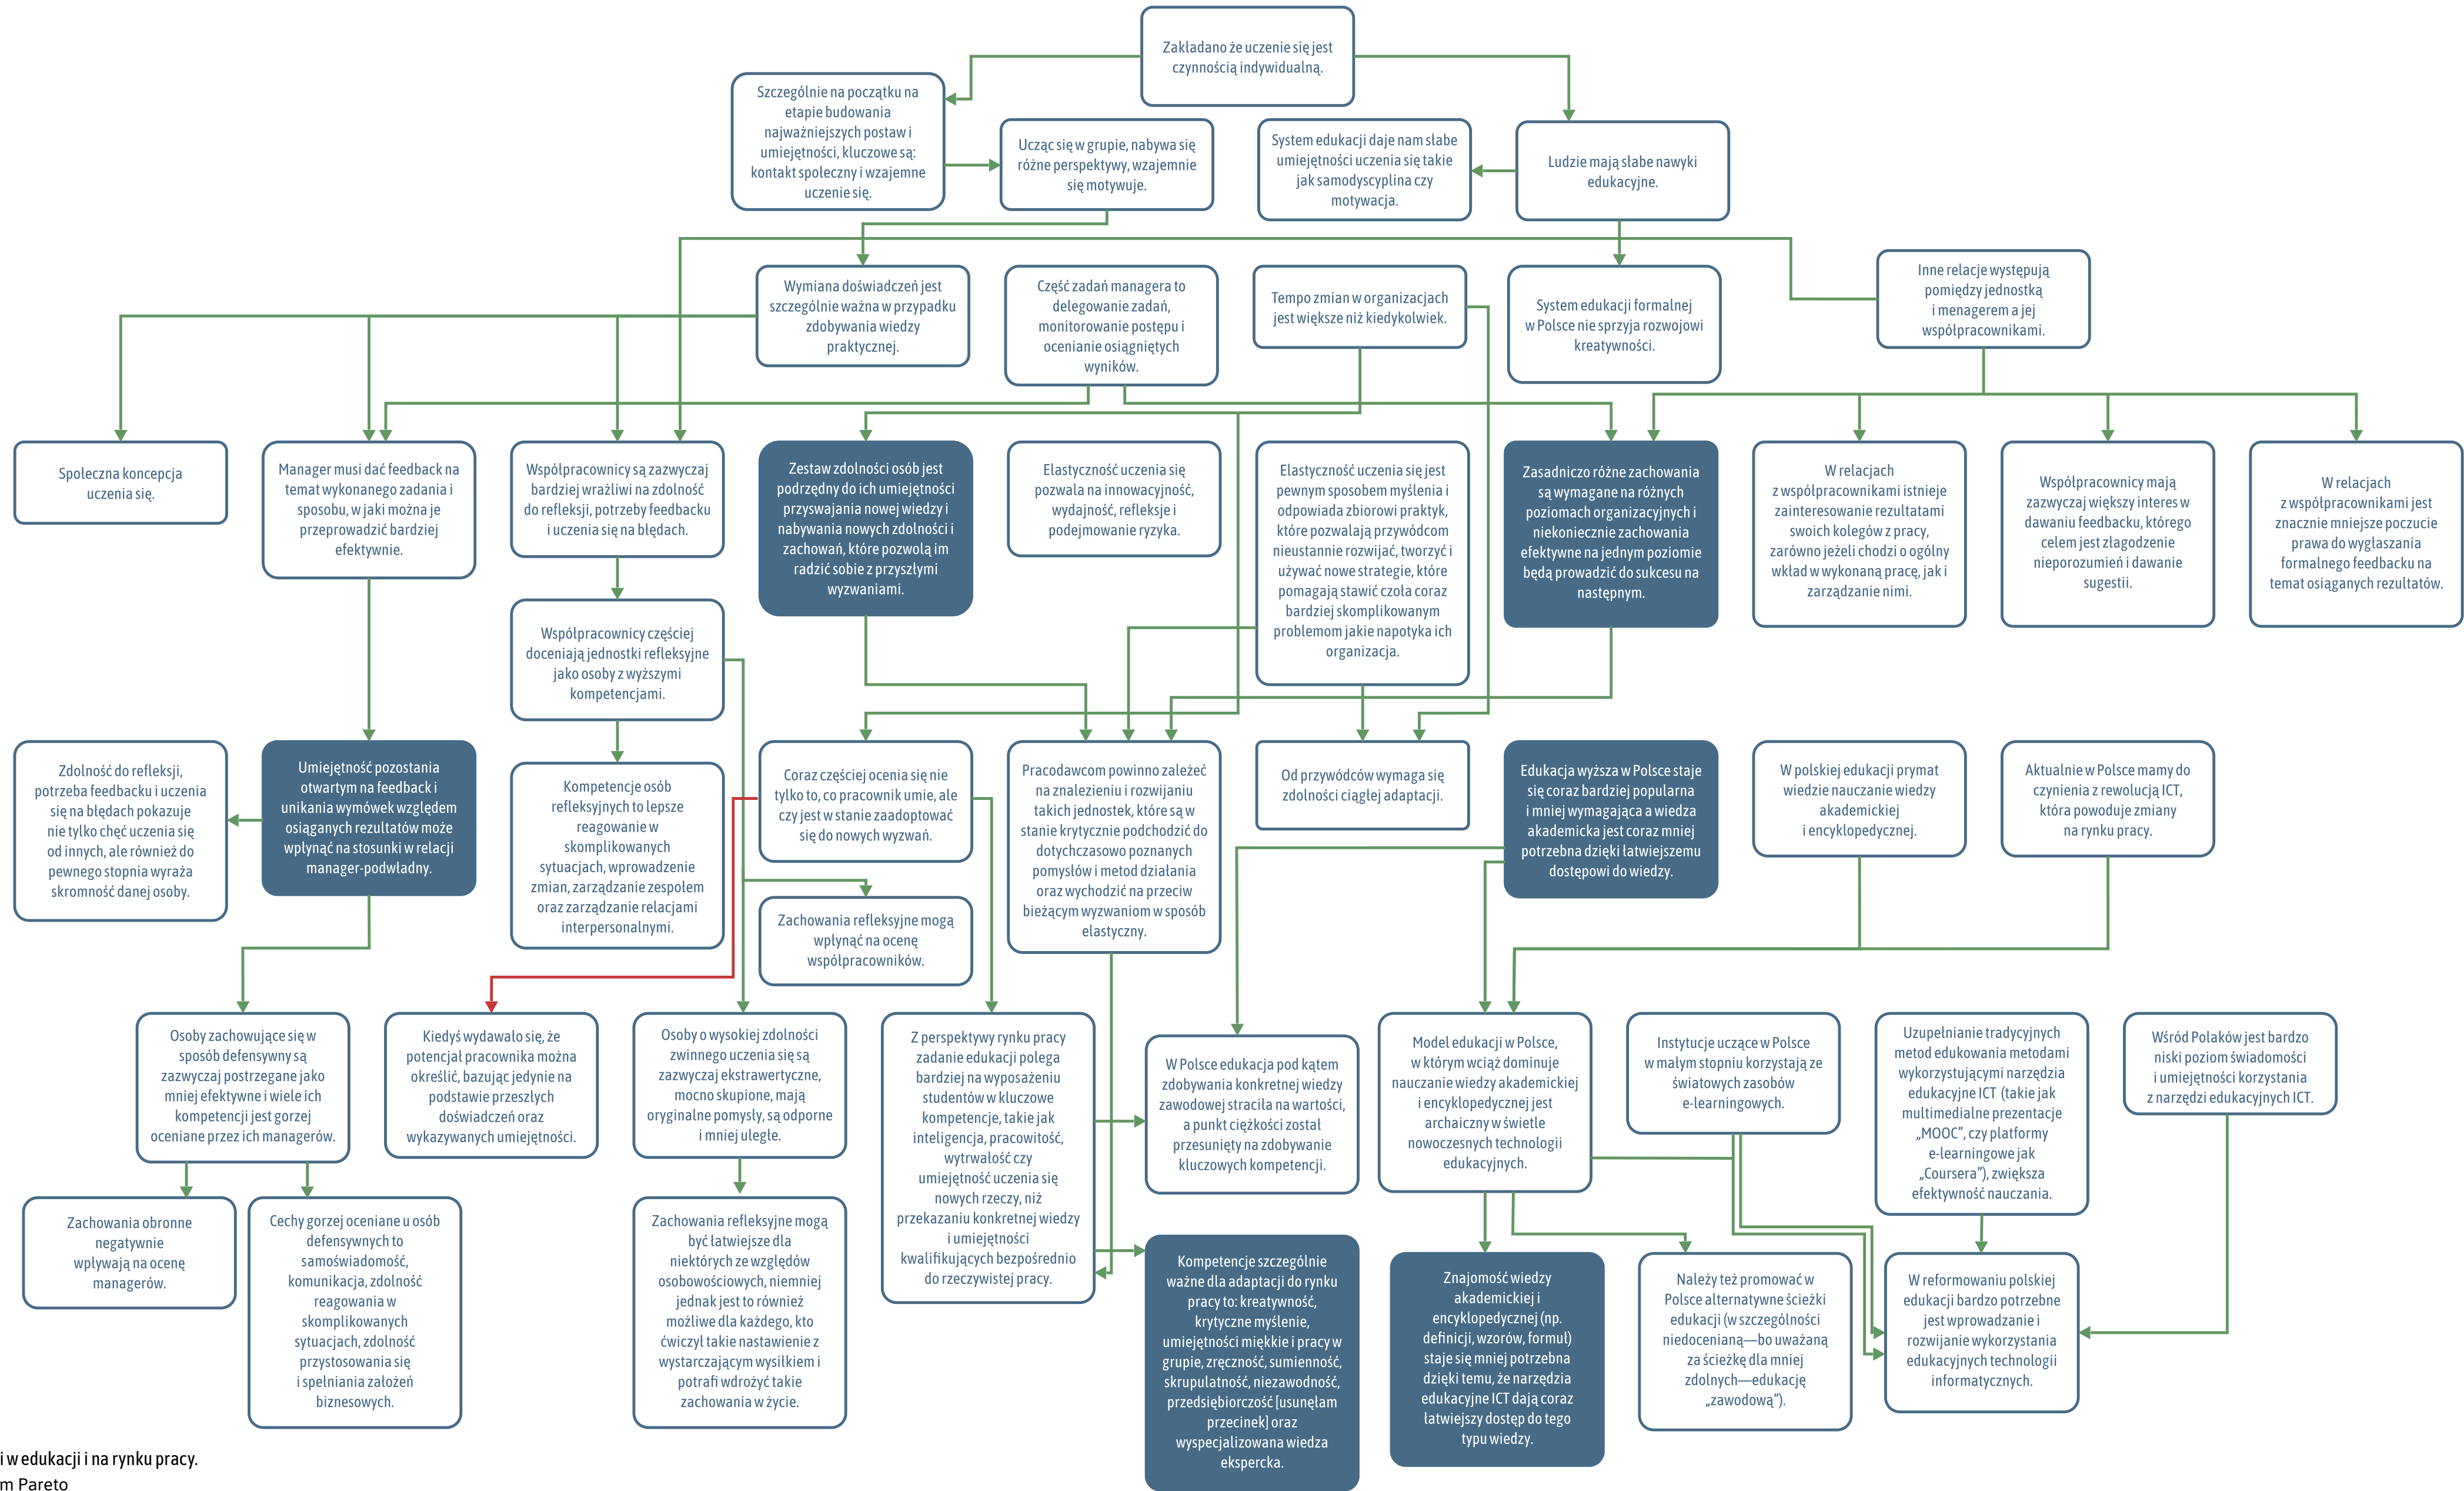 Zakładano że uczenie się jest
czynnością indywidualną.
Szczególnie na początku na
etapie budowania
najważniejszych postaw i
umiejętności, kluczowe są:
kontakt społeczny i wzajemne
uczenie się.
Ucząc się w grupie, nabywa się
różne perspektywy, wzajemnie
się motywuje.
System edukacji daje nam słabe
umiejętności uczenia się takie
jak samodyscyplina czy
motywacja.
Ludzie mają słabe nawyki
edukacyjne.
Wymiana doświadczeń jest
szczególnie ważna w przypadku
zdobywania wiedzy
praktycznej.
Część zadań managera to
delegowanie zadań,
monitorowanie postępu i
ocenianie osiągniętych
wyników.
Tempo zmian w organizacjach
jest większe niż kiedykolwiek.
System edukacji formalnej
w Polsce nie sprzyja rozwojowi
kreatywności.
Inne relacje występują
pomiędzy jednostką
i menagerem a jej
współpracownikami.
Społeczna koncepcja
uczenia się.
Manager musi dać feedback na
temat wykonanego zadania i
sposobu, w jaki można je
przeprowadzić bardziej
efektywnie.
Współpracownicy są zazwyczaj
bardziej wrażliwi na zdolność
do refleksji, potrzeby feedbacku
i uczenia się na błędach.
Zestaw zdolności osób jest
podrzędny do ich umiejętności
przyswajania nowej wiedzy i
nabywania nowych zdolności i
zachowań, które pozwolą im
radzić sobie z przyszłymi
wyzwaniami.
Elastyczność uczenia się
pozwala na innowacyjność,
wydajność, refleksje i
podejmowanie ryzyka.
Elastyczność uczenia się jest
pewnym sposobem myślenia i
odpowiada zbiorowi praktyk,
które pozwalają przywódcom
nieustannie rozwijać, tworzyć i
używać nowe strategie, które
pomagają stawić czoła coraz
bardziej skomplikowanym
problemom jakie napotyka ich
organizacja.
Zasadniczo różne zachowania
są wymagane na różnych
poziomach organizacyjnych i
niekoniecznie zachowania
efektywne na jednym poziomie
będą prowadzić do sukcesu na
następnym.
W relacjach
z współpracownikami istnieje
zainteresowanie rezultatami
swoich kolegów z pracy,
zarówno jeżeli chodzi o ogólny
wkład w wykonaną pracę, jak i
zarządzanie nimi.
Współpracownicy mają
zazwyczaj większy interes w
dawaniu feedbacku, którego
celem jest złagodzenie
nieporozumień i dawanie
sugestii.
W relacjach
z współpracownikami jest
znacznie mniejsze poczucie
prawa do wygłaszania
formalnego feedbacku na
temat osiąganych rezultatów.
Współpracownicy częściej
doceniają jednostki refleksyjne
jako osoby z wyższymi
kompetencjami.
Zdolność do refleksji,
potrzeba feedbacku i uczenia
się na błędach pokazuje
nie tylko chęć uczenia się
od innych, ale również do
pewnego stopnia wyraża
skromność danej osoby.
Umiejętność pozostania
otwartym na feedback i
unikania wymówek względem
osiąganych rezultatów może
wpłynąć na stosunki w relacji
manager-podwładny.
Kompetencje osób
refleksyjnych to lepsze
reagowanie w
skomplikowanych
sytuacjach, wprowadzenie
zmian, zarządzanie zespołem
oraz zarządzanie relacjami
interpersonalnymi.
Coraz częściej ocenia się nie
tylko to, co pracownik umie, ale
czy jest w stanie zaadoptować
się do nowych wyzwań.
Zachowania refleksyjne mogą
wpłynąć na ocenę
współpracowników.
Pracodawcom powinno zależeć
na znalezieniu i rozwijaniu
takich jednostek, które są w
stanie krytycznie podchodzić do
dotychczasowo poznanych
pomysłów i metod działania
oraz wychodzić na przeciw
bieżącym wyzwaniom w sposób
elastyczny.
Od przywódców wymaga się
zdolności ciągłej adaptacji.
Edukacja wyższa w Polsce staje
się coraz bardziej popularna
i mniej wymagająca a wiedza
akademicka jest coraz mniej
potrzebna dzięki łatwiejszemu
dostępowi do wiedzy.
W polskiej edukacji prymat
wiedzie nauczanie wiedzy
akademickiej
i encyklopedycznej.
Aktualnie w Polsce mamy do
czynienia z rewolucją ICT,
która powoduje zmiany
na rynku pracy.
Osoby zachowujące się w
sposób defensywny są
zazwyczaj postrzegane jako
mniej efektywne i wiele ich
kompetencji jest gorzej
oceniane przez ich managerów.
Kiedyś wydawało się, że
potencjał pracownika można
określić, bazując jedynie na
podstawie przeszłych
doświadczeń oraz
wykazywanych umiejętności.
Osoby o wysokiej zdolności
zwinnego uczenia się są
zazwyczaj ekstrawertyczne,
mocno skupione, mają
oryginalne pomysły, są odporne
i mniej uległe.
Z perspektywy rynku pracy
zadanie edukacji polega
bardziej na wyposażeniu
studentów w kluczowe
kompetencje, takie jak
inteligencja, pracowitość,
wytrwałość czy
umiejętność uczenia się
nowych rzeczy, niż
przekazaniu konkretnej wiedzy
i umiejętności
kwalifikujących bezpośrednio
do rzeczywistej pracy.
W Polsce edukacja pod kątem
zdobywania konkretnej wiedzy
zawodowej straciła na wartości,
a punkt ciężkości został
przesunięty na zdobywanie
kluczowych kompetencji.
Model edukacji w Polsce,
w którym wciąż dominuje
nauczanie wiedzy akademickiej
i encyklopedycznej jest
archaiczny w świetle
nowoczesnych technologii
edukacyjnych.
Instytucje uczące w Polsce
w małym stopniu korzystają ze
światowych zasobów
e-learningowych.
Uzupełnianie tradycyjnych
metod edukowania metodami
wykorzystującymi narzędzia
edukacyjne ICT (takie jak
multimedialne prezentacje
„MOOC”, czy platformy
e-learningowe jak
„Coursera”), zwiększa
efektywność nauczania.
Wśród Polaków jest bardzo
niski poziom świadomości
i umiejętności korzystania
z narzędzi edukacyjnych ICT.
Zachowania obronne
negatywnie
wpływają na ocenę
managerów.
Cechy gorzej oceniane u osób
defensywnych to
samoświadomość,
komunikacja, zdolność
reagowania w
skomplikowanych
sytuacjach, zdolność
przystosowania się
i spełniania założeń
biznesowych.
Zachowania refleksyjne mogą
być łatwiejsze dla
niektórych ze względów
osobowościowych, niemniej
jednak jest to również
możliwe dla każdego, kto
ćwiczył takie nastawienie z
wystarczającym wysiłkiem i
potrafi wdrożyć takie
zachowania w życie.
Kompetencje szczególnie
ważne dla adaptacji do rynku
pracy to: kreatywność,
krytyczne myślenie,
umiejętności miękkie i pracy w
grupie, zręczność, sumienność,
skrupulatność, niezawodność,
przedsiębiorczość [usunęłam
przecinek] oraz
wyspecjalizowana wiedza
ekspercka.
Znajomość wiedzy
akademickiej i
encyklopedycznej (np.
definicji, wzorów, formuł)
staje się mniej potrzebna
dzięki temu, że narzędzia
edukacyjne ICT dają coraz
łatwiejszy dostęp do tego
typu wiedzy.
Należy też promować w
Polsce alternatywne ścieżki
edukacji (w szczególności
niedocenianą—bo uważaną
za ścieżkę dla mniej
zdolnych—edukację
„zawodową”).
W reformowaniu polskiej
edukacji bardzo potrzebne
jest wprowadzanie i
rozwijanie wykorzystania
edukacyjnych technologii
informatycznych.
i w edukacji i na rynku pracy.
m Pareto